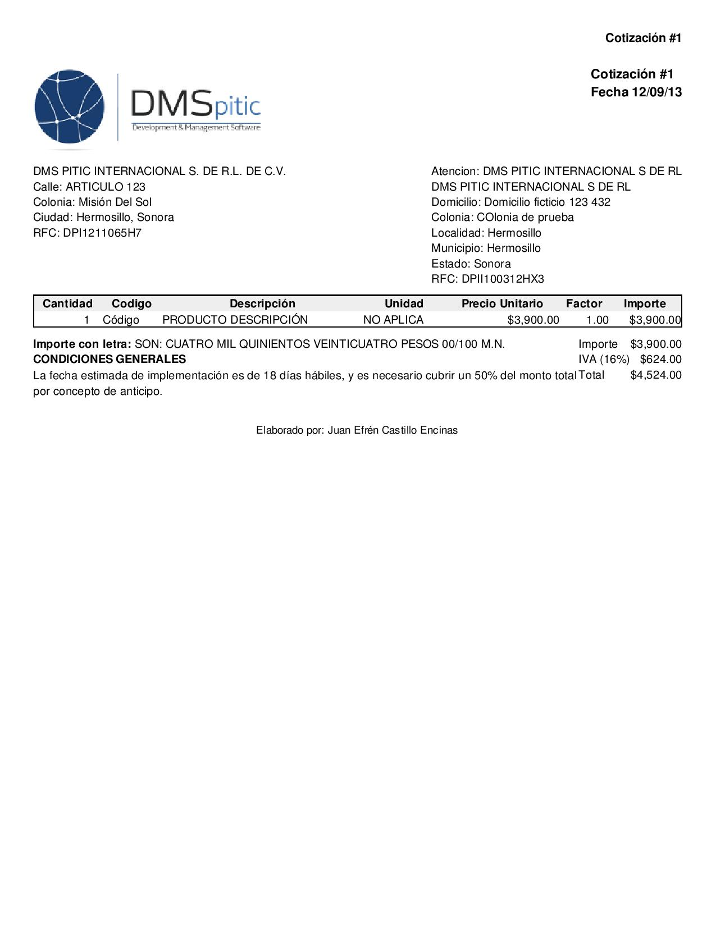 Cotización #1
Cotización #1
Fecha 12/09/13
DMSpitic
Development & Management Software
DMS PITIC INTERNACIONAL S. DE R.L. DE C.V.
Calle: ARTICULO 123
Colonia: Misión Del Sol
Ciudad: Hermosillo, Sonora
RFC: DPI1211065H7
Atencion: DMS PITIC INTERNACIONAL S DE RL
DMS PITIC INTERNACIONAL S DE RL
Domicilio: Domicilio ficticio 123 432
Colonia: COlonia de prueba
Localidad: Hermosillo
Municipio: Hermosillo
Estado: Sonora
RFC: DPII100312HX3
Cantidad Codigo Descripción Unidad Precio Unitario Factor Importe
1 Código PRODUCTO DESCRIPCIÓN NO APLICA $3,900.00 1.00 $3,900.00
Importe con letra: SON: CUATRO MIL QUINIENTOS VEINTICUATRO PESOS 00/100 M.N.
CONDICIONES GENERALES
La fecha estimada de implementación es de 18 días hábiles, y es necesario cubrir un 50% del monto total
por concepto de anticipo.
Importe $3,900.00
IVA (16%) $624.00
Total $4,524.00
Elaborado por: Juan Efrén Castillo Encinas